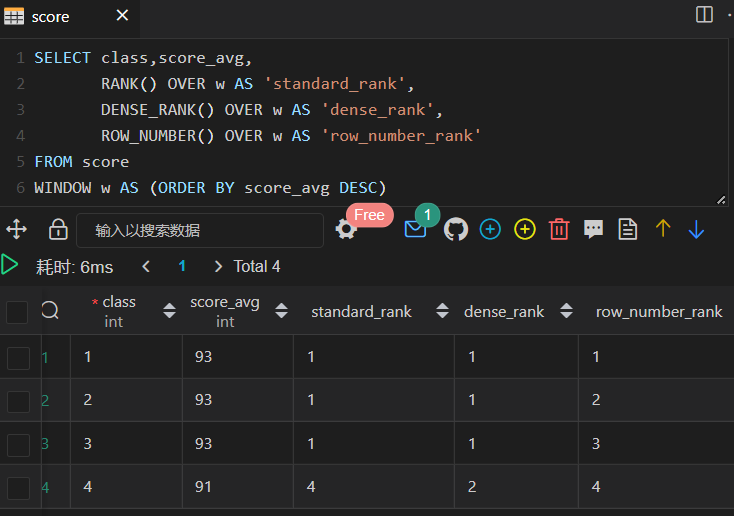 score
1 SELECT class,score_avg,
2 RANK() OVER w AS 'standard_rank',
3 DENSE_RANK() OVER w AS 'dense_rank',
4 ROW_NUMBER() OVER w AS 'row_number_rank'
5 FROM score
6 WINDOW w AS (ORDER BY score_avg DESC)
输入以搜索数据 Free 1
耗时: 6ms 1 Total 4
* class int score_avg int standard_rank dense_rank row_number_rank
1 1 93 1 1 1
2 2 93 1 1 2
3 3 93 1 1 3
4 4 91 4 2 4